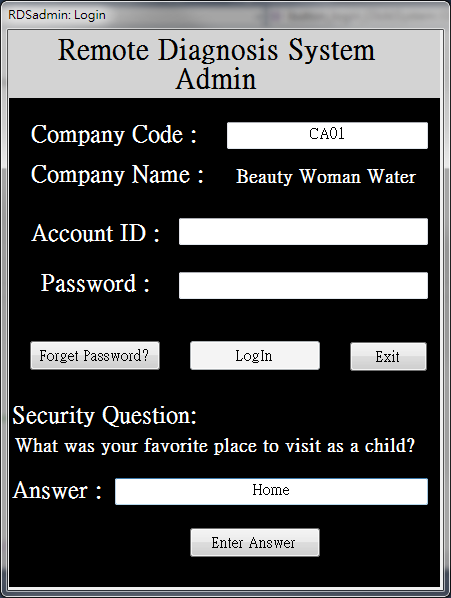 RDSadmin: Login
Remote Diagnosis System
Admin
Company Code : CA01
Company Name : Beauty Woman Water
Account ID :
Password :
Forget Password? LogIn Exit
Security Question:
What was your favorite place to visit as a child?
Answer : Home
Enter Answer